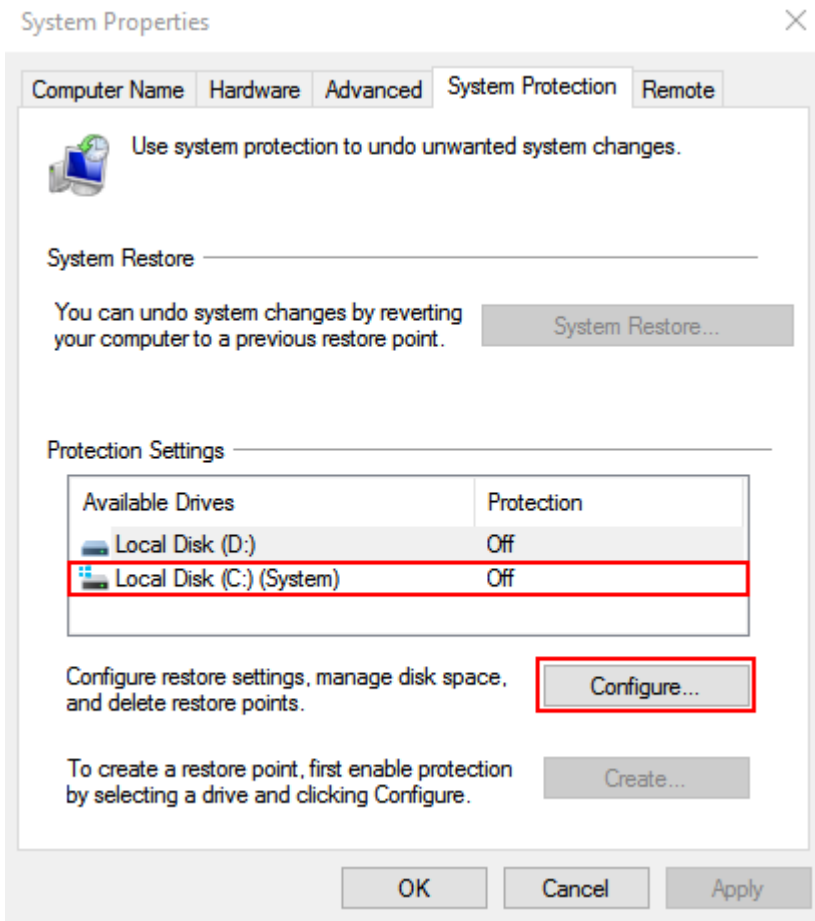 System Properties
Computer Name Hardware Advanced System Protection Remote
Use system protection to undo unwanted system changes.
System Restore
You can undo system changes by reverting
your computer to a previous restore point.
System Restore...
Protection Settings
Available Drives Protection
Local Disk (D:) Off
Local Disk (C:) (System) Off
Configure restore settings, manage disk space,
and delete restore points.
Configure...
To create a restore point, first enable protection
by selecting a drive and clicking Configure.
Create...
OK Cancel Apply